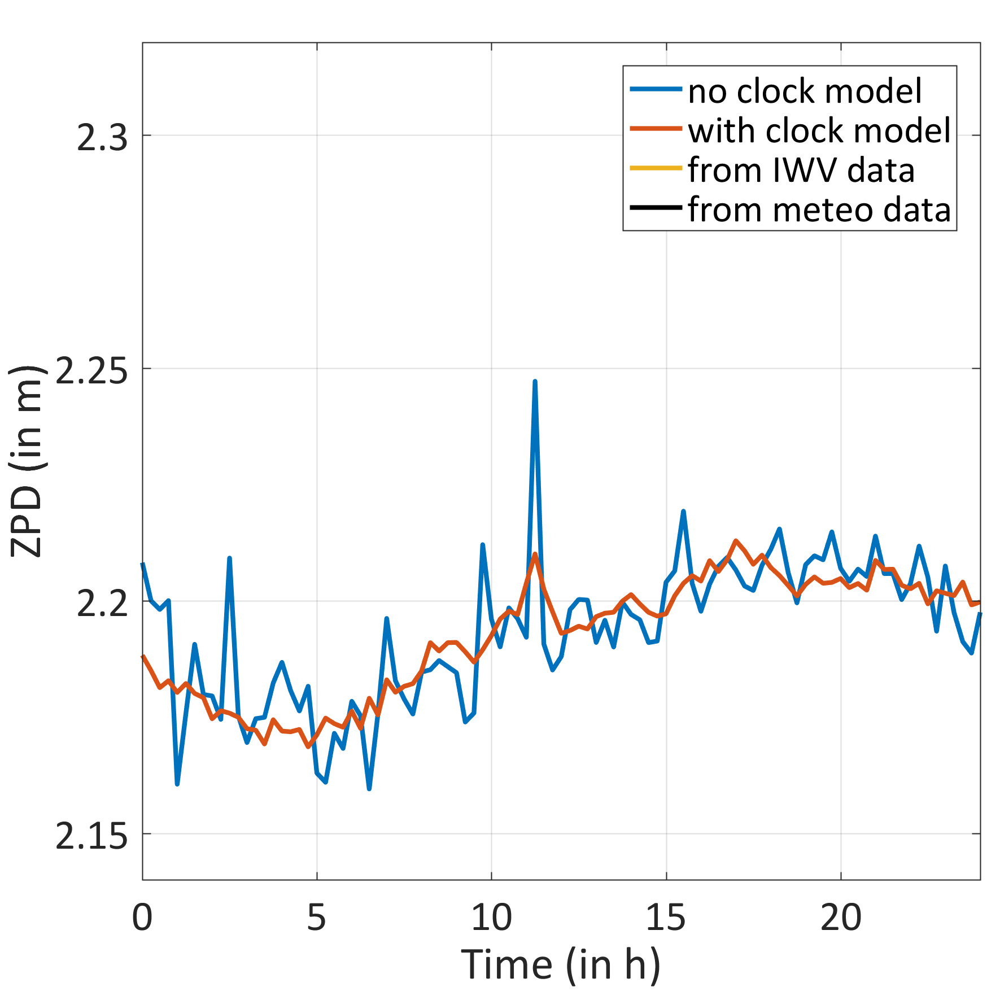 no clock model
with clock model
from IWV data
from meteo data
2.3
2.25
2.2
2.15
ZPD (in m)
0 5 10 15 20
Time (in h)